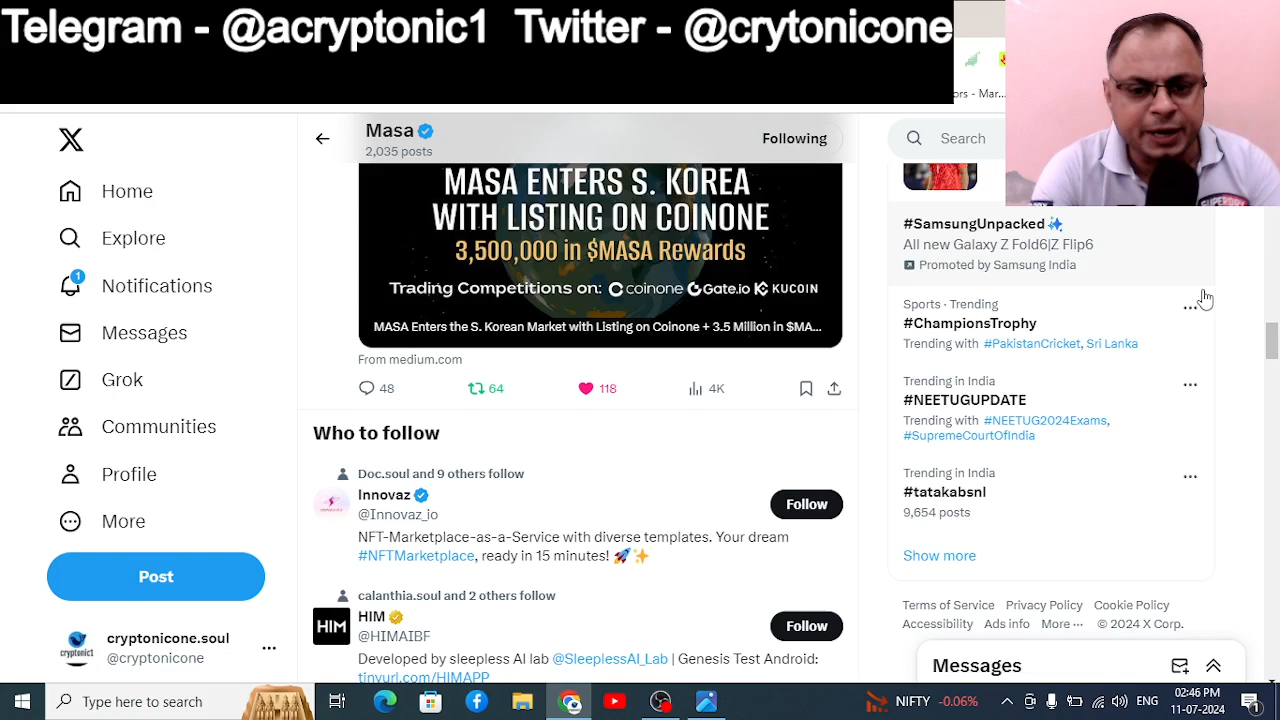 Telegram - @acryptonic1 Twitter - @crytonicone
ors - Mar...
Masa
2,035 posts
Following
Search
MASA ENTERS S. KOREA
WITH LISTING ON COINONE
3,500,000 in $MASA Rewards
Trading Competitions on: coinone Gate.io KUCOIN
MASA Enters the S. Korean Market with Listing on Coinone + 3.5 Million in $MA...
From medium.com
48 64 118 4K
Who to follow
Doc.soul and 9 others follow
Innovaz
@Innovaz_io
Follow
NFT-Marketplace-as-a-Service with diverse templates. Your dream
#NFTMarketplace, ready in 15 minutes! 🚀✨
calanthia.soul and 2 others follow
HIM
HIM
@HIMAIBF
Follow
Developed by sleepless AI lab @SleeplessAI_Lab | Genesis Test Android:
tinyurl.com/HIMAPP
X
Home
Explore
1
Notifications
Messages
Grok
Communities
Profile
More
Post
cryptonic1
cryptonicone.soul
@cryptonicone
SUPERDRY
#SamsungUnpacked
All new Galaxy Z Fold6|Z Flip6
Promoted by Samsung India
Sports · Trending
#ChampionsTrophy
Trending with #PakistanCricket, Sri Lanka
Trending in India
#NEETUGUPDATE
Trending with #NEETUG2024Exams,
#SupremeCourtOfIndia
Trending in India
#tatakabsnl
9,654 posts
Show more
Terms of Service Privacy Policy Cookie Policy
Accessibility Ads info More ··· © 2024 X Corp.
Messages
Type here to search
NIFTY -0.06%
ENG
02:46 PM
11-07-2024
1